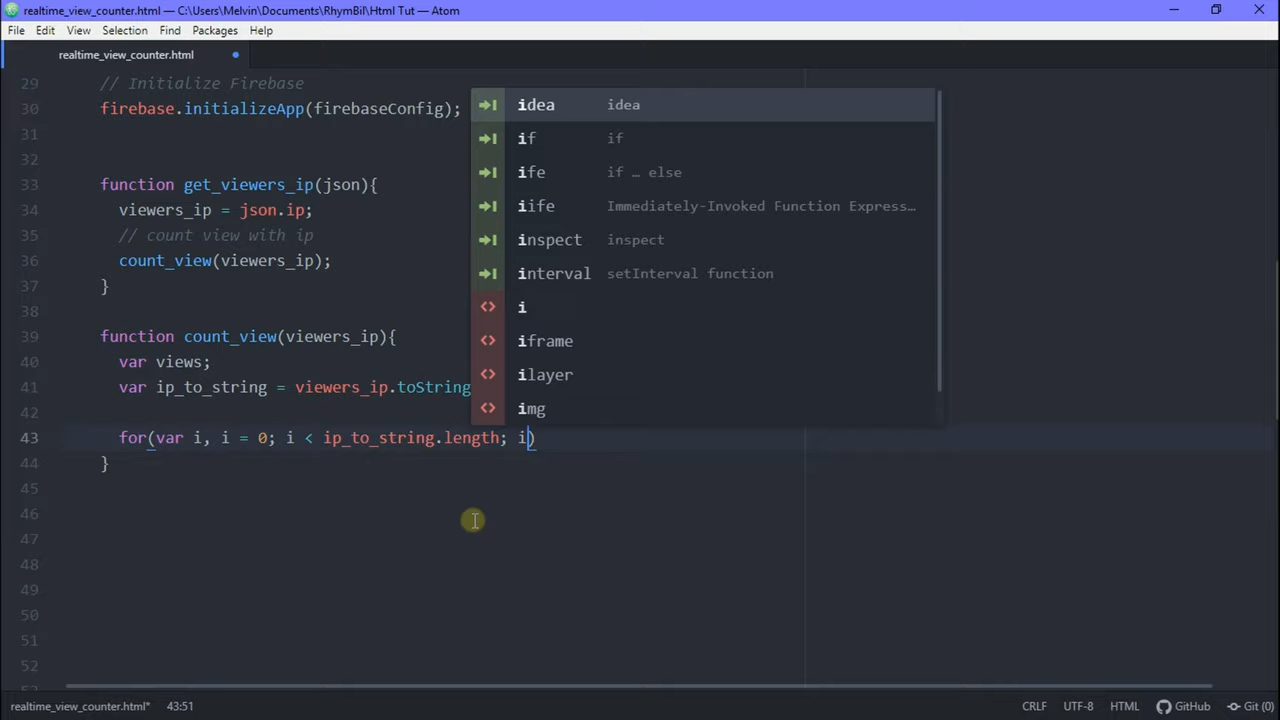 realtime_view_counter.html — C:\Users\Melvin\Documents\RhymBil\Html Tut — Atom
File Edit View Selection Find Packages Help
realtime_view_counter.html
29 // Initialize Firebase
30 firebase.initializeApp(firebaseConfig);
31
32
33 function get_viewers_ip(json){
34 viewers_ip = json.ip;
35 // count view with ip
36 count_view(viewers_ip);
37 }
38
39 function count_view(viewers_ip){
40 var views;
41 var ip_to_string = viewers_ip.toString
42
43 for(var i, i = 0; i < ip_to_string.length; i)
44 }
45
46
47
48
49
50
51
52
idea idea
if if
ife if … else
iife Immediately-Invoked Function Express…
inspect inspect
interval setInterval function
i
iframe
ilayer
img
realtime_view_counter.html* 43:51 CRLF UTF-8 HTML GitHub Git (0)